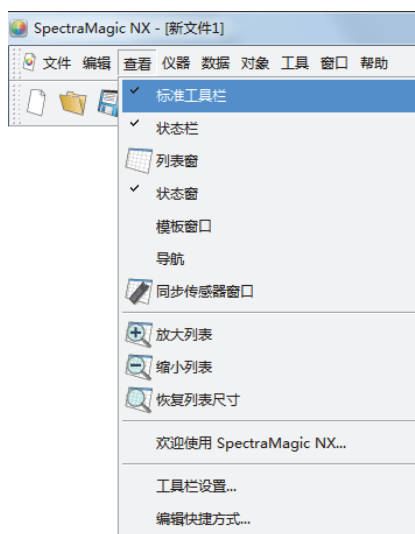 SpectraMagic NX - [新文件1]
文件 编辑 查看 仪器 数据 对象 工具 窗口 帮助
标准工具栏
状态栏
列表窗
状态窗
模板窗口
导航
同步传感器窗口
放大列表
缩小列表
恢复列表尺寸
欢迎使用 SpectraMagic NX...
工具栏设置...
编辑快捷方式...